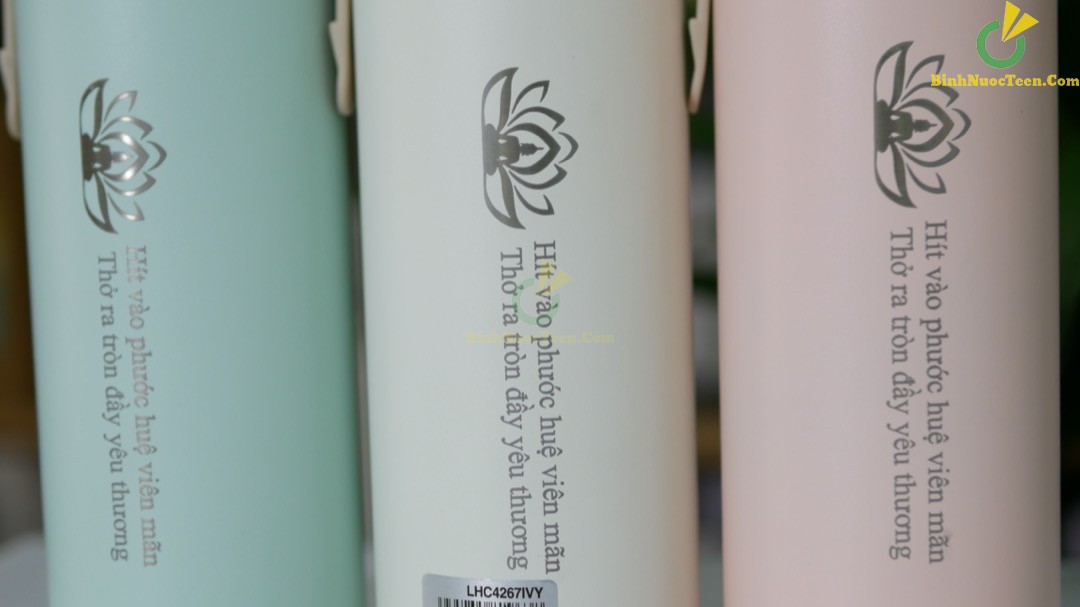 BinhNuocTeen.Com
Hít vào phước huệ viên mãn
Thở ra tròn đầy yêu thương
Hít vào phước huệ viên mãn
Thở ra tròn đầy yêu thương
BinhNuocTeen.Com
LHC4267IVY
Hít vào phước huệ viên mãn
Thở ra tròn đầy yêu thương